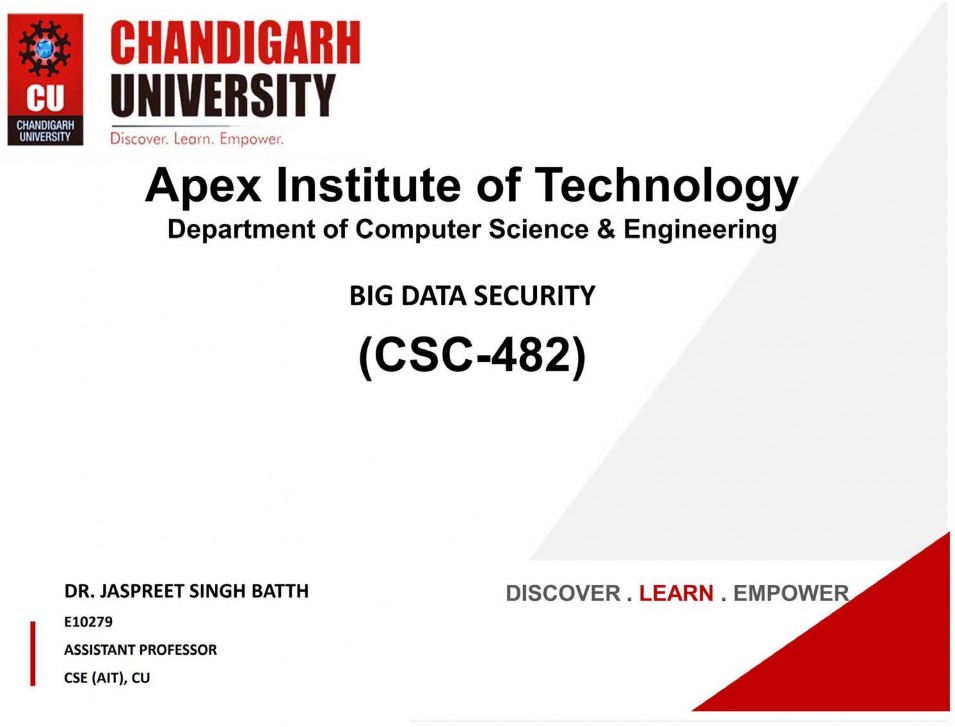 CU
CHANDIGARH
UNIVERSITY
CHANDIGARH
UNIVERSITY
Discover. Learn. Empower.
Apex Institute of Technology
Department of Computer Science & Engineering
BIG DATA SECURITY
(CSC-482)
DR. JASPREET SINGH BATTH
E10279
ASSISTANT PROFESSOR
CSE (AIT), CU
DISCOVER . LEARN . EMPOWER